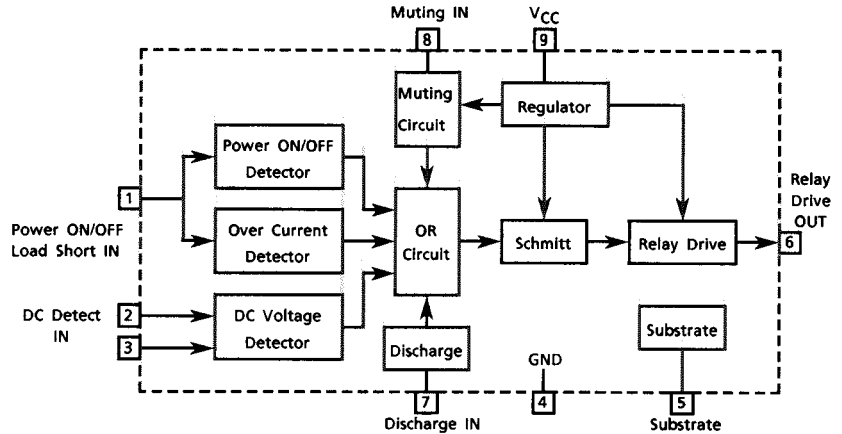 Muting IN
VCC
8
9
Muting
Circuit
Regulator
Power ON/OFF
Detector
1
Power ON/OFF
Load Short IN
Over Current
Detector
OR
Circuit
Schmitt
Relay Drive
Relay
Drive
OUT
6
DC Detect
IN
2
3
DC Voltage
Detector
Discharge
Substrate
GND
7
4
5
Discharge IN
Substrate